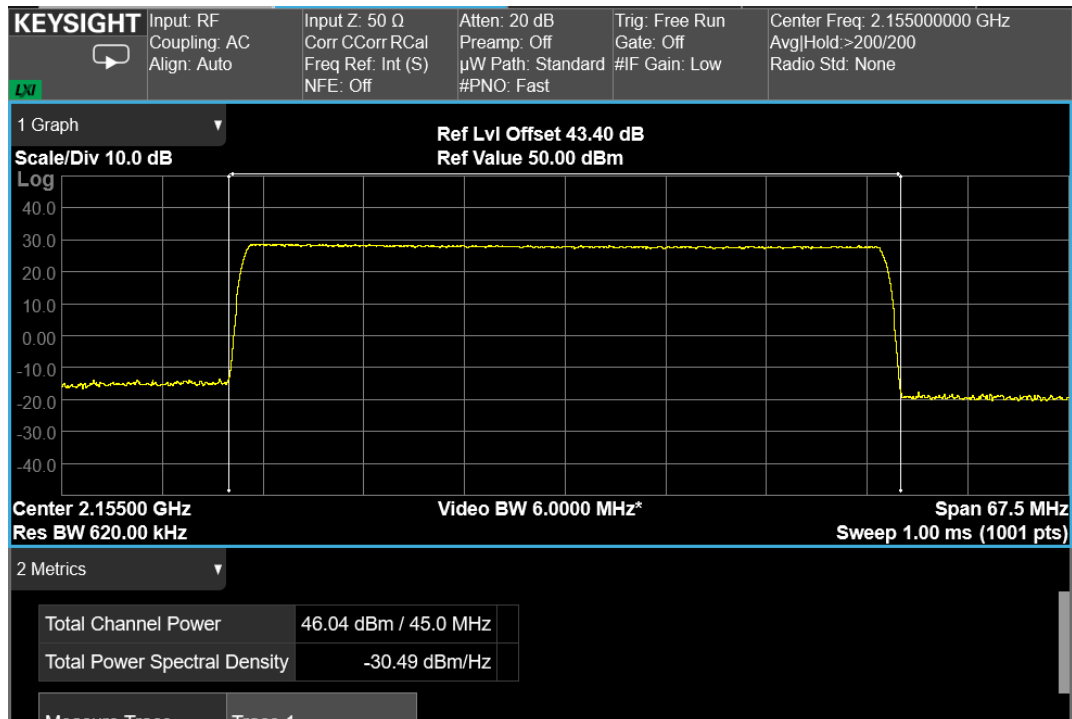 KEYSIGHT
LXI
Input: RF
Coupling: AC
Align: Auto
Input Z: 50 Ω
Corr CCorr RCal
Freq Ref: Int (S)
NFE: Off
Atten: 20 dB
Preamp: Off
µW Path: Standard
#PNO: Fast
Trig: Free Run
Gate: Off
#IF Gain: Low
Center Freq: 2.155000000 GHz
Avg|Hold:>200/200
Radio Std: None
1 Graph
Scale/Div 10.0 dB
Ref Lvl Offset 43.40 dB
Ref Value 50.00 dBm
Log
40.0
30.0
20.0
10.0
0.00
-10.0
-20.0
-30.0
-40.0
Center 2.15500 GHz
Video BW 6.0000 MHz*
Span 67.5 MHz
Res BW 620.00 kHz
Sweep 1.00 ms (1001 pts)
2 Metrics
Total Channel Power 46.04 dBm / 45.0 MHz
Total Power Spectral Density -30.49 dBm/Hz
Measure Trace Trace 1